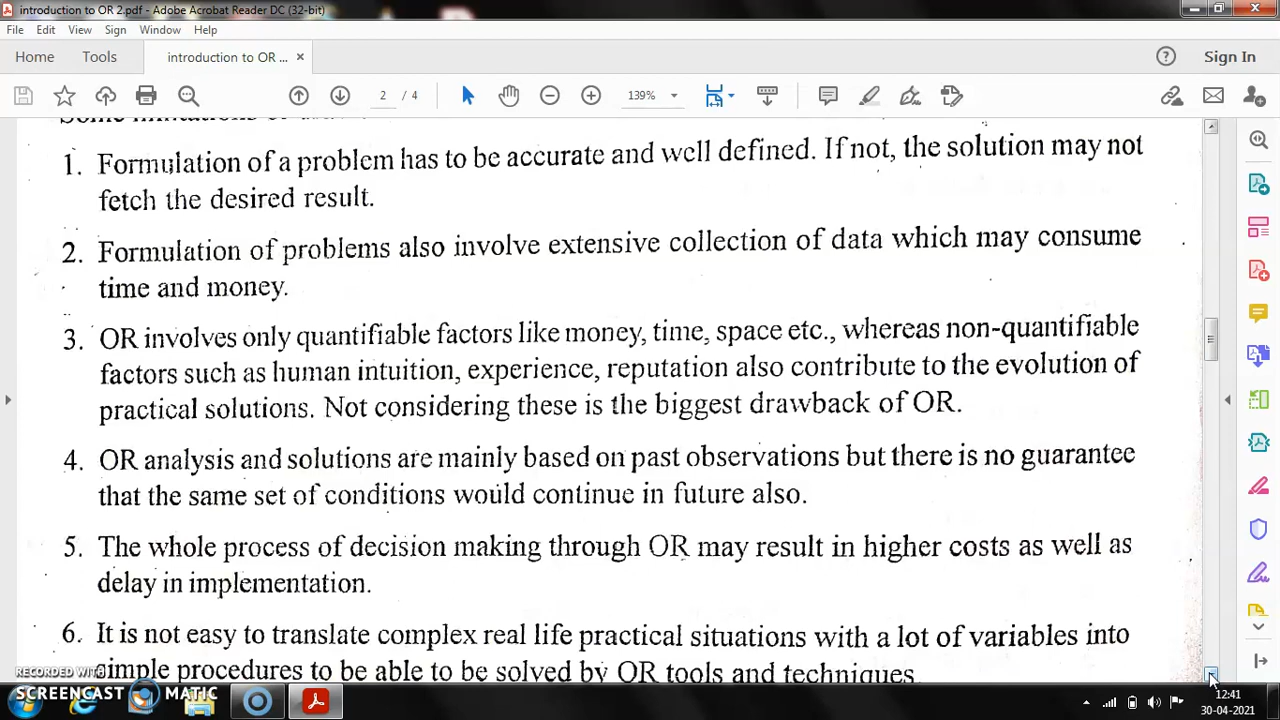 introduction to OR 2.pdf - Adobe Acrobat Reader DC (32-bit)
File Edit View Sign Window Help
Home Tools introduction to OR ... × Sign In
2 / 4 139%
1. Formulation of a problem has to be accurate and well defined. If not, the solution may not
fetch the desired result.
2. Formulation of problems also involve extensive collection of data which may consume
time and money.
3. OR involves only quantifiable factors like money, time, space etc., whereas non-quantifiable
factors such as human intuition, experience, reputation also contribute to the evolution of
practical solutions. Not considering these is the biggest drawback of OR.
4. OR analysis and solutions are mainly based on past observations but there is no guarantee
that the same set of conditions would continue in future also.
5. The whole process of decision making through OR may result in higher costs as well as
delay in implementation.
6. It is not easy to translate complex real life practical situations with a lot of variables into
simple procedures to be able to be solved by OR tools and techniques.
RECORDED WITH
SCREENCAST MATIC
12:41
30-04-2021